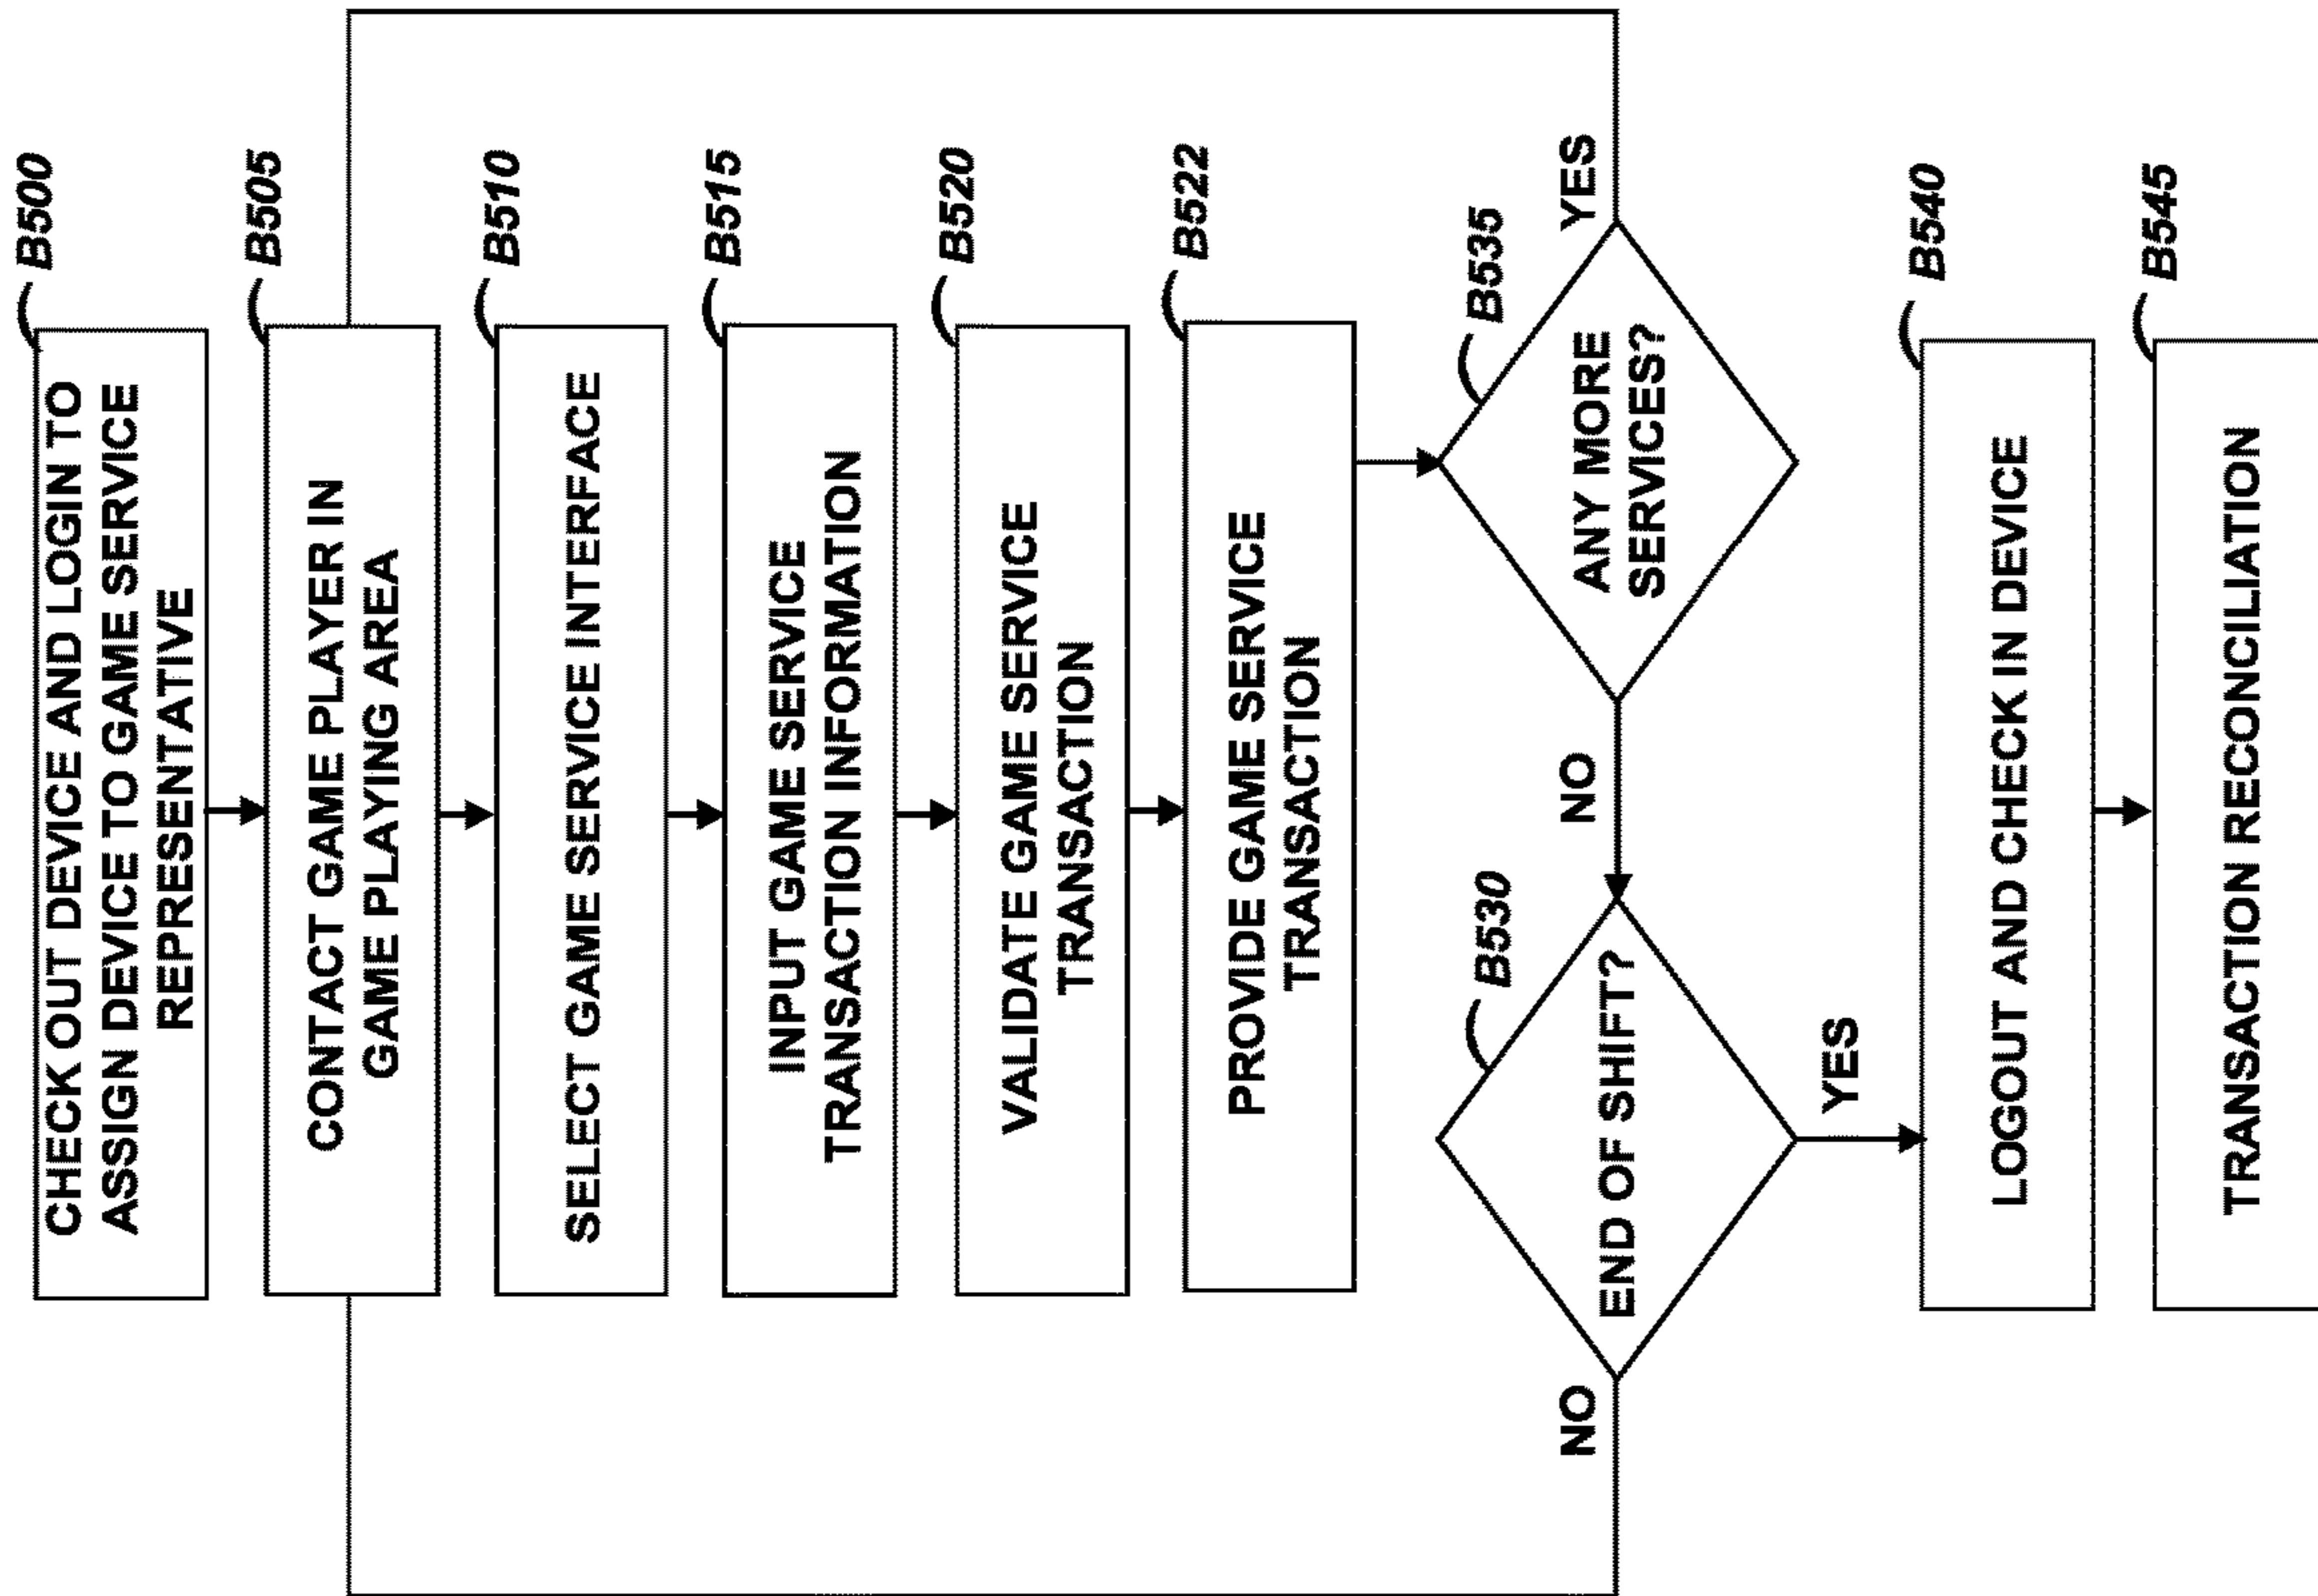 B500
CHECK OUT DEVICE AND LOGIN TO
ASSIGN DEVICE TO GAME SERVICE
REPRESENTATIVE
B505
CONTACT GAME PLAYER IN
GAME PLAYING AREA
B510
SELECT GAME SERVICE INTERFACE
B515
INPUT GAME SERVICE
TRANSACTION INFORMATION
B520
VALIDATE GAME SERVICE
TRANSACTION
B522
PROVIDE GAME SERVICE
TRANSACTION
B535
ANY MORE
SERVICES?
YES
NO
B530
END OF SHIFT?
NO
YES
B540
LOGOUT AND CHECK IN DEVICE
B545
TRANSACTION RECONCILIATION